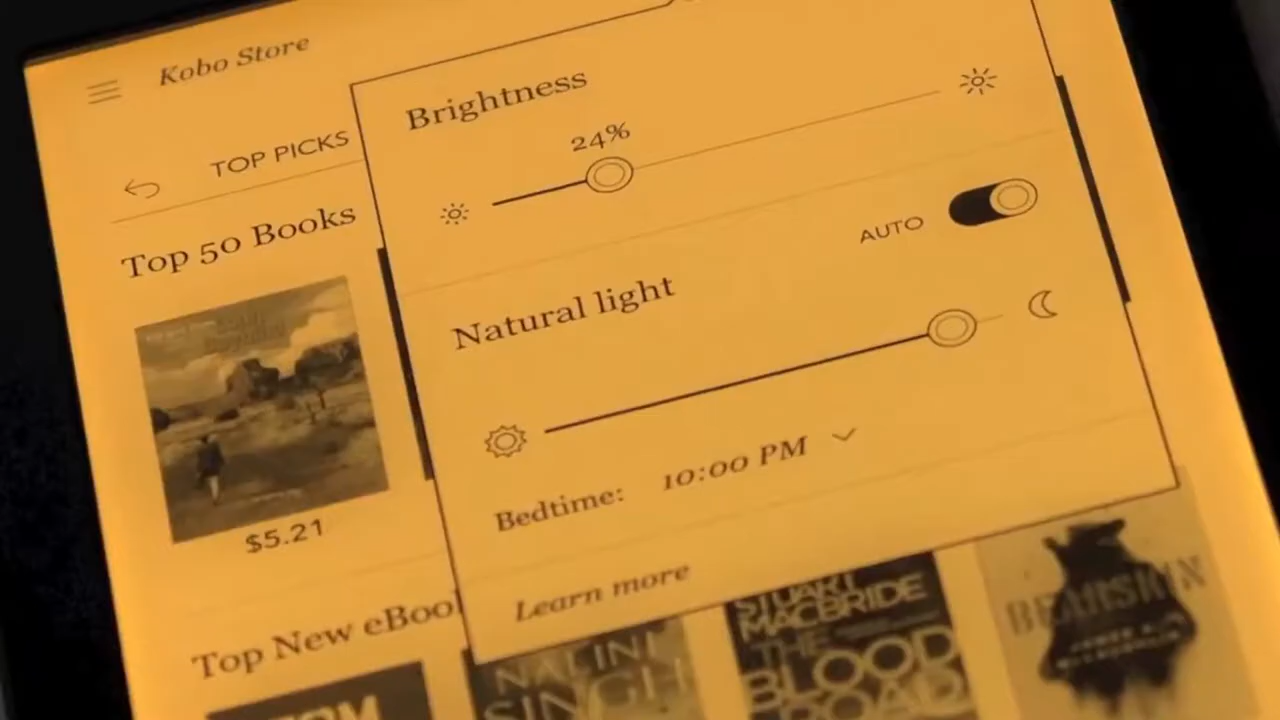 Kobo Store
TOP PICKS
Top 50 Books
$5.21
Top New eBoo
Brightness
24%
AUTO
Natural light
Bedtime: 10:00 PM
Learn more
NALINI
SINGH
STUART
MACBRIDE
THE
BLOOD
ROAD
BEARSKIN